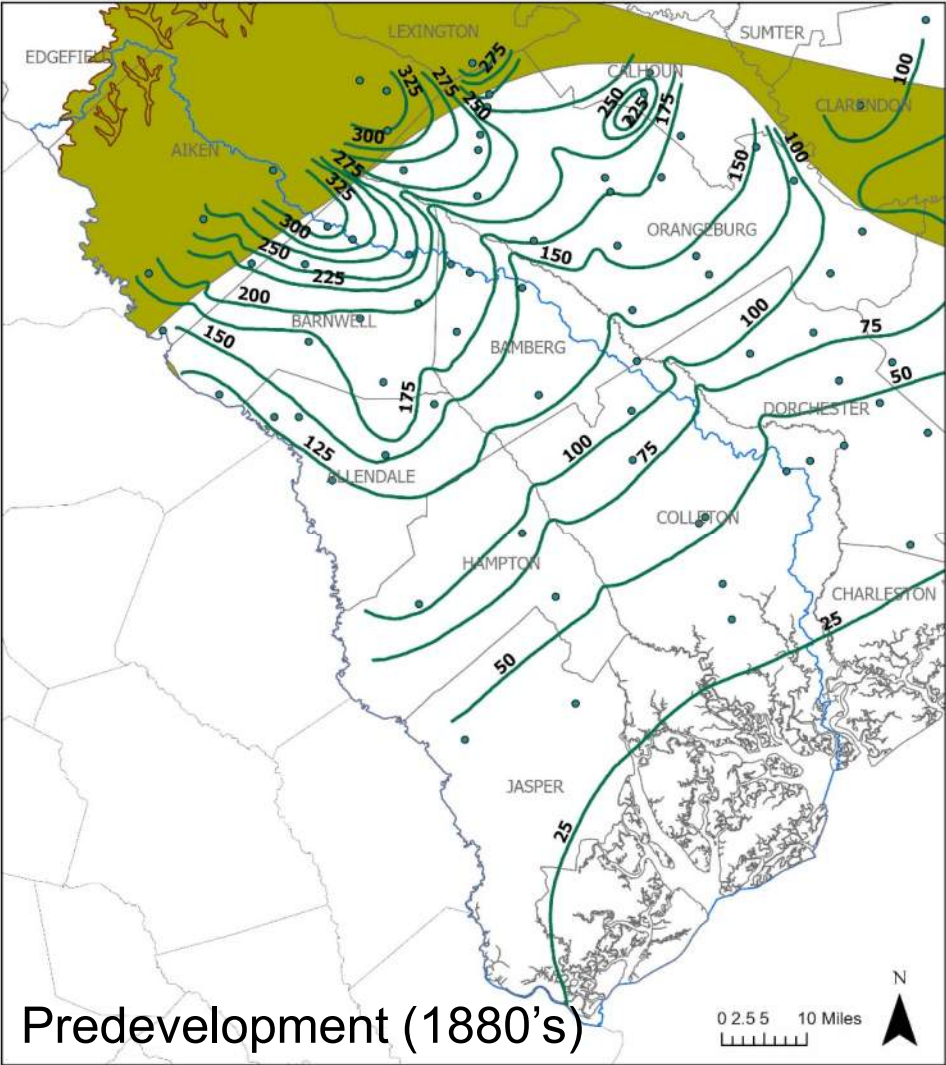 LEXINGTON
SUMTER
EDGEFIEL
275
100
325
275
CALHOUN
250
250
225
175
CLARENDON
300
100
AIKEN
275
150
325
300
ORANGEBURG
250
150
225
200
100
BARNWELL
75
150
BAMBERG
50
175
DORCHESTER
125
100
75
ALLENDALE
COLLETON
HAMPTON
CHARLESTON
25
50
JASPER
25
N
Predevelopment (1880's)
0 2.5 5 10 Miles